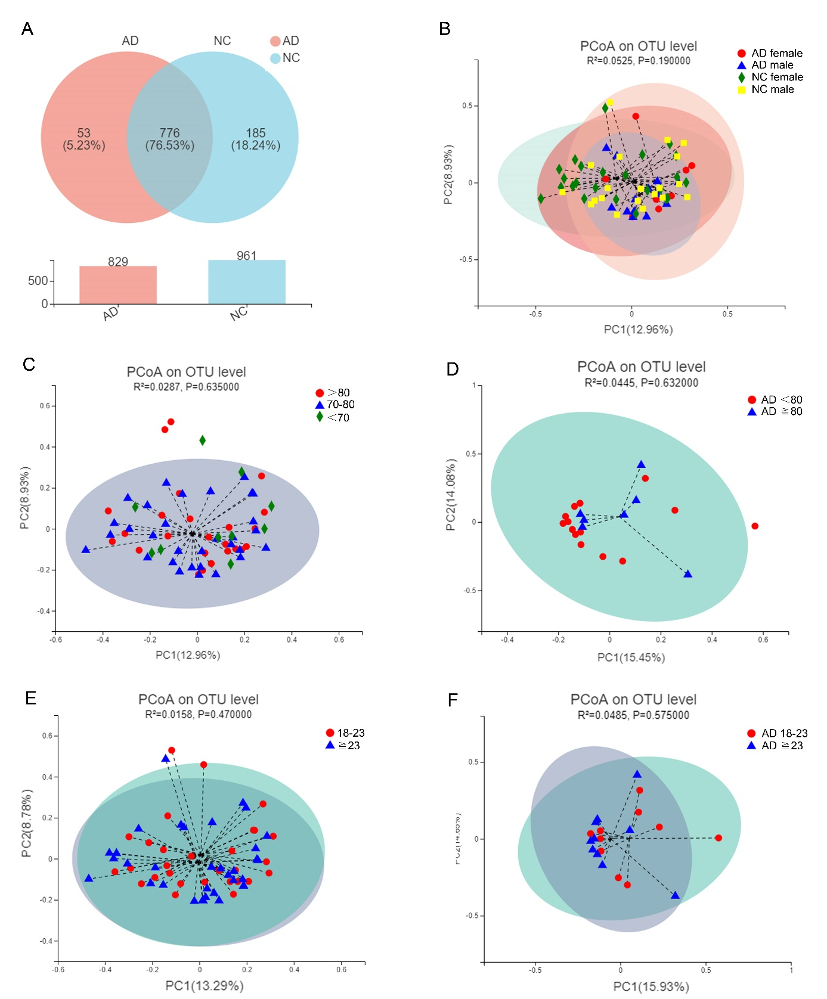 A
AD
NC
AD
NC
53
(5.23%)
776
(76.53%)
185
(18.24%)
829
961
500
0
AD
NC
B
PCoA on OTU level
R²=0.0525, P=0.190000
AD female
AD male
NC female
NC male
PC2(8.93%)
0.5
0
-0.5
-0.5
0
0.5
PC1(12.96%)
C
PCoA on OTU level
R²=0.0287, P=0.635000
＞80
70-80
＜70
PC2(8.93%)
0.6
0.4
0.2
0
-0.2
-0.4
-0.6
-0.4
-0.2
0
0.2
0.4
0.6
PC1(12.96%)
D
PCoA on OTU level
R²=0.0445, P=0.632000
AD ＜80
AD ≧80
PC2(14.08%)
1
0.5
0
-0.5
-0.4
-0.2
0
0.2
0.4
0.6
PC1(15.45%)
E
PCoA on OTU level
R²=0.0158, P=0.470000
18-23
≧23
PC2(8.78%)
0.6
0.4
0.2
0
-0.2
-0.4
-0.6
-0.4
-0.2
0
0.2
0.4
0.6
PC1(13.29%)
F
PCoA on OTU level
R²=0.0485, P=0.575000
AD 18-23
AD ≧23
0.5
0
-0.5
-0.5
0
0.5
1
PC1(15.93%)